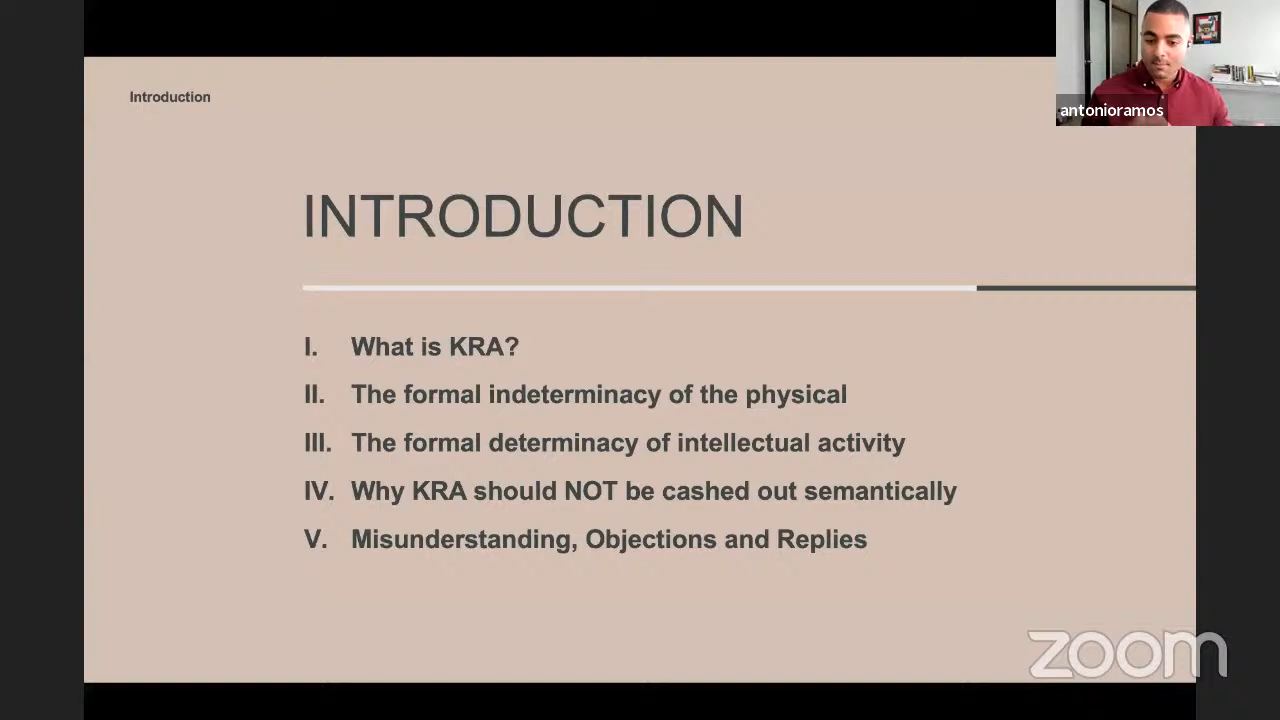 Introduction
antonioramos
INTRODUCTION
I. What is KRA?
II. The formal indeterminacy of the physical
III. The formal determinacy of intellectual activity
IV. Why KRA should NOT be cashed out semantically
V. Misunderstanding, Objections and Replies
zoom